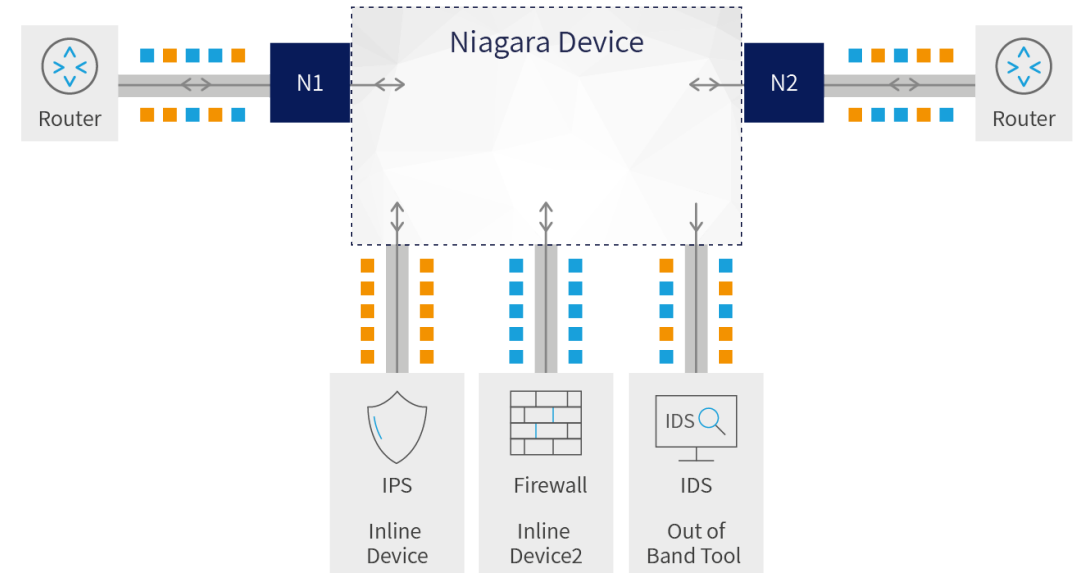 Niagara Device
Router
N1
N2
Router
IDS
IPS
Firewall
IDS
Inline
Device
Inline
Device2
Out of
Band Tool